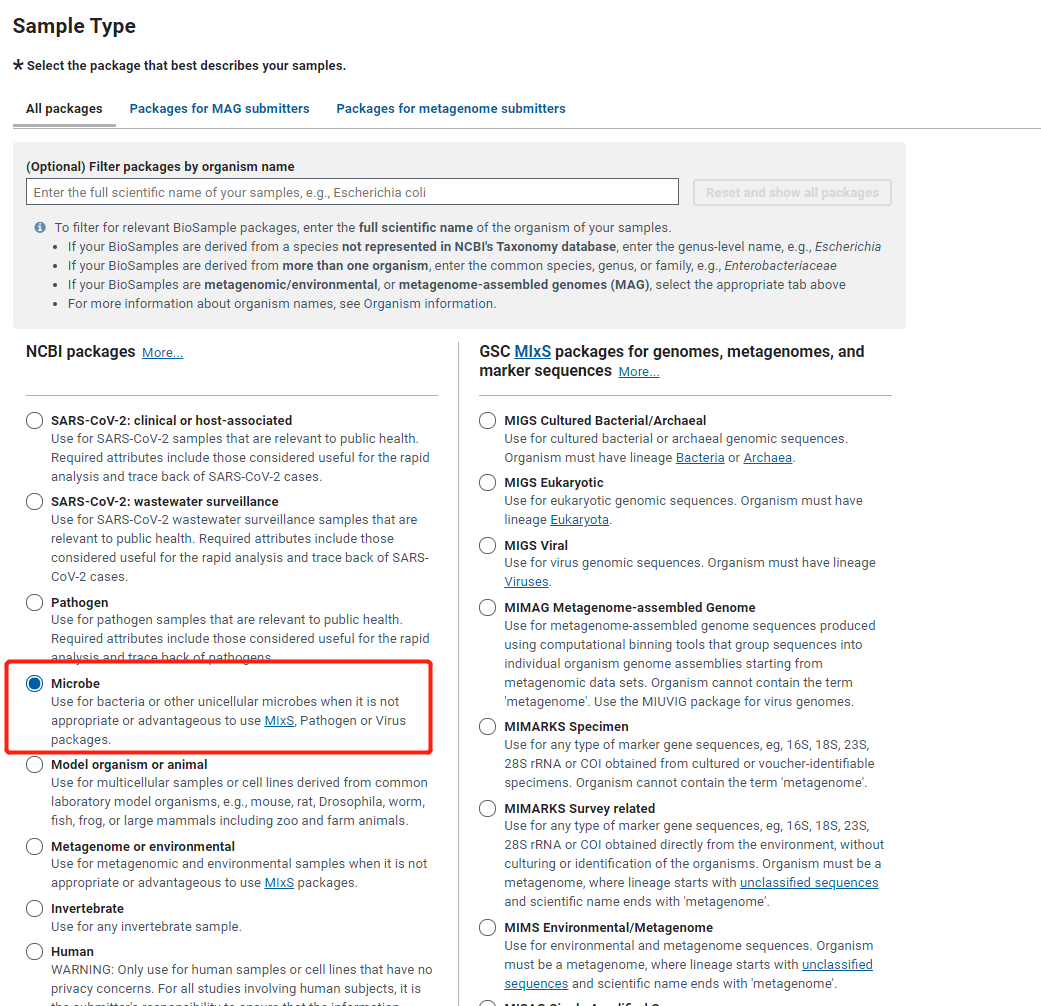 Sample Type
* Select the package that best describes your samples.
All packages
Packages for MAG submitters
Packages for metagenome submitters
(Optional) Filter packages by organism name
Enter the full scientific name of your samples, e.g., Escherichia coli
Reset and show all packages
To filter for relevant BioSample packages, enter the full scientific name of the organism of your samples.
• If your BioSamples are derived from a species not represented in NCBI's Taxonomy database, enter the genus-level name, e.g., Escherichia
• If your BioSamples are derived from more than one organism, enter the common species, genus, or family, e.g., Enterobacteriaceae
• If your BioSamples are metagenomic/environmental, or metagenome-assembled genomes (MAG), select the appropriate tab above
• For more information about organism names, see Organism information.
NCBI packages More...
SARS-CoV-2: clinical or host-associated
Use for SARS-CoV-2 samples that are relevant to public health.
Required attributes include those considered useful for the rapid
analysis and trace back of SARS-CoV-2 cases.
SARS-CoV-2: wastewater surveillance
Use for SARS-CoV-2 wastewater surveillance samples that are
relevant to public health. Required attributes include those
considered useful for the rapid analysis and trace back of SARS-
CoV-2 cases.
Pathogen
Use for pathogen samples that are relevant to public health.
Required attributes include those considered useful for the rapid
analysis and trace back of pathogens.
Microbe
Use for bacteria or other unicellular microbes when it is not
appropriate or advantageous to use MIxS, Pathogen or Virus
packages.
Model organism or animal
Use for multicellular samples or cell lines derived from common
laboratory model organisms, e.g., mouse, rat, Drosophila, worm,
fish, frog, or large mammals including zoo and farm animals.
Metagenome or environmental
Use for metagenomic and environmental samples when it is not
appropriate or advantageous to use MIxS packages.
Invertebrate
Use for any invertebrate sample.
Human
WARNING: Only use for human samples or cell lines that have no
privacy concerns. For all studies involving human subjects, it is
the submitter's responsibility to ensure that the information
GSC MIxS packages for genomes, metagenomes, and
marker sequences More...
MIGS Cultured Bacterial/Archaeal
Use for cultured bacterial or archaeal genomic sequences.
Organism must have lineage Bacteria or Archaea.
MIGS Eukaryotic
Use for eukaryotic genomic sequences. Organism must have
lineage Eukaryota.
MIGS Viral
Use for virus genomic sequences. Organism must have lineage
Viruses.
MIMAG Metagenome-assembled Genome
Use for metagenome-assembled genome sequences produced
using computational binning tools that group sequences into
individual organism genome assemblies starting from
metagenomic data sets. Organism cannot contain the term
'metagenome'. Use the MIUVIG package for virus genomes.
MIMARKS Specimen
Use for any type of marker gene sequences, eg, 16S, 18S, 23S,
28S rRNA or COI obtained from cultured or voucher-identifiable
specimens. Organism cannot contain the term 'metagenome'.
MIMARKS Survey related
Use for any type of marker gene sequences, eg, 16S, 18S, 23S,
28S rRNA or COI obtained directly from the environment, without
culturing or identification of the organisms. Organism must be a
metagenome, where lineage starts with unclassified sequences
and scientific name ends with 'metagenome'.
MIMS Environmental/Metagenome
Use for environmental and metagenome sequences. Organism
must be a metagenome, where lineage starts with unclassified
sequences and scientific name ends with 'metagenome'.